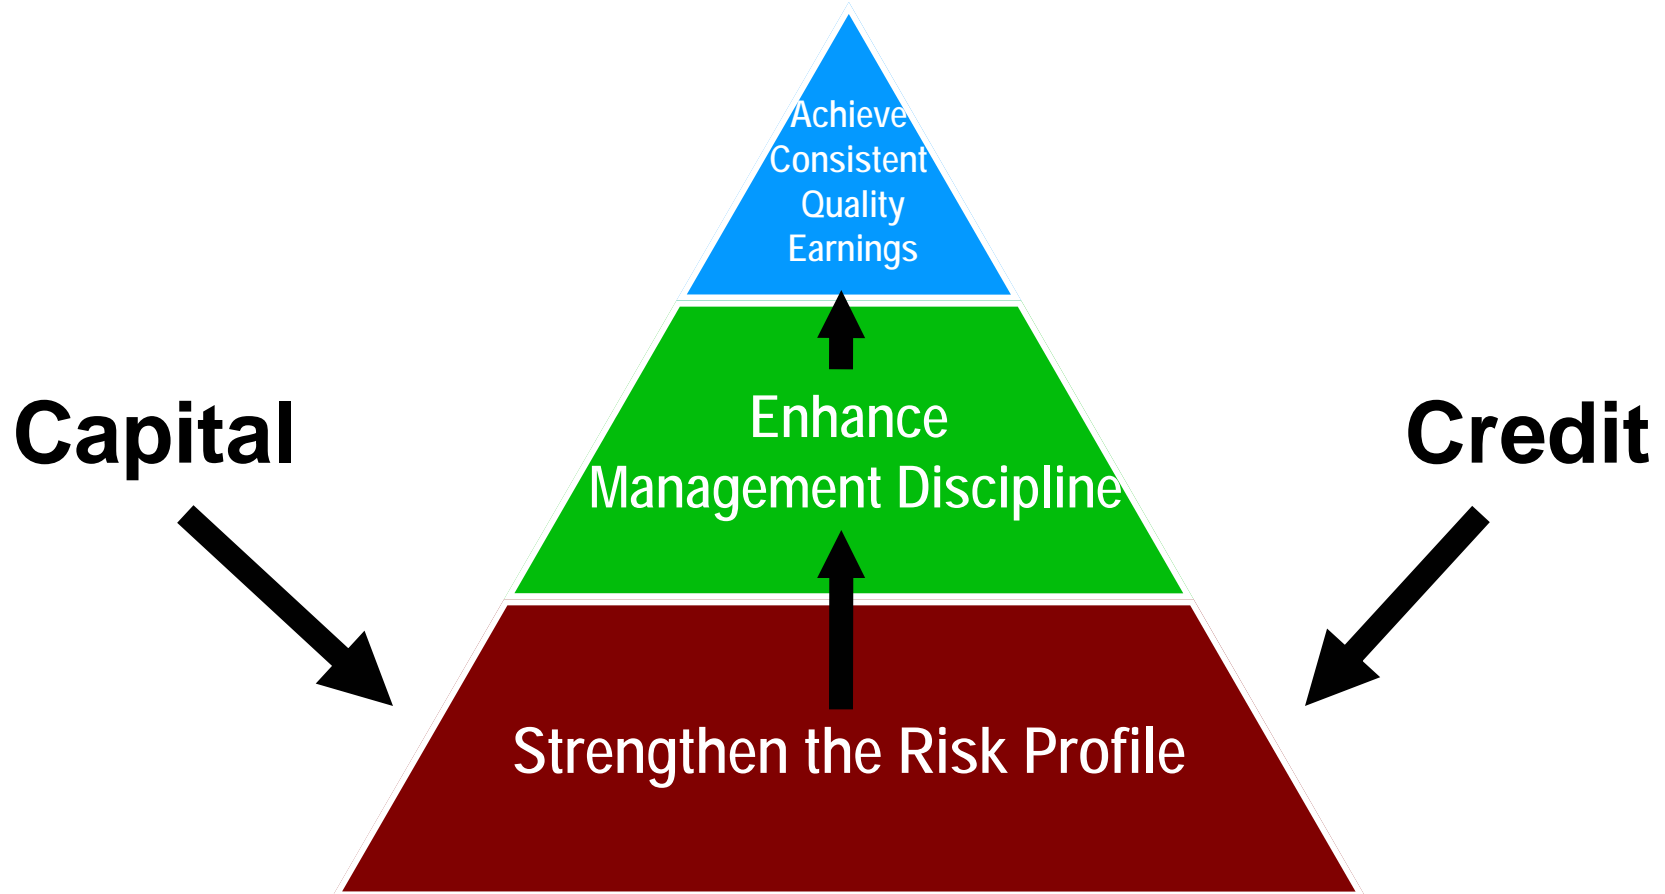 Achieve
Consistent
Quality
Earnings
Capital
Credit
Enhance
Management Discipline
Strengthen the Risk Profile